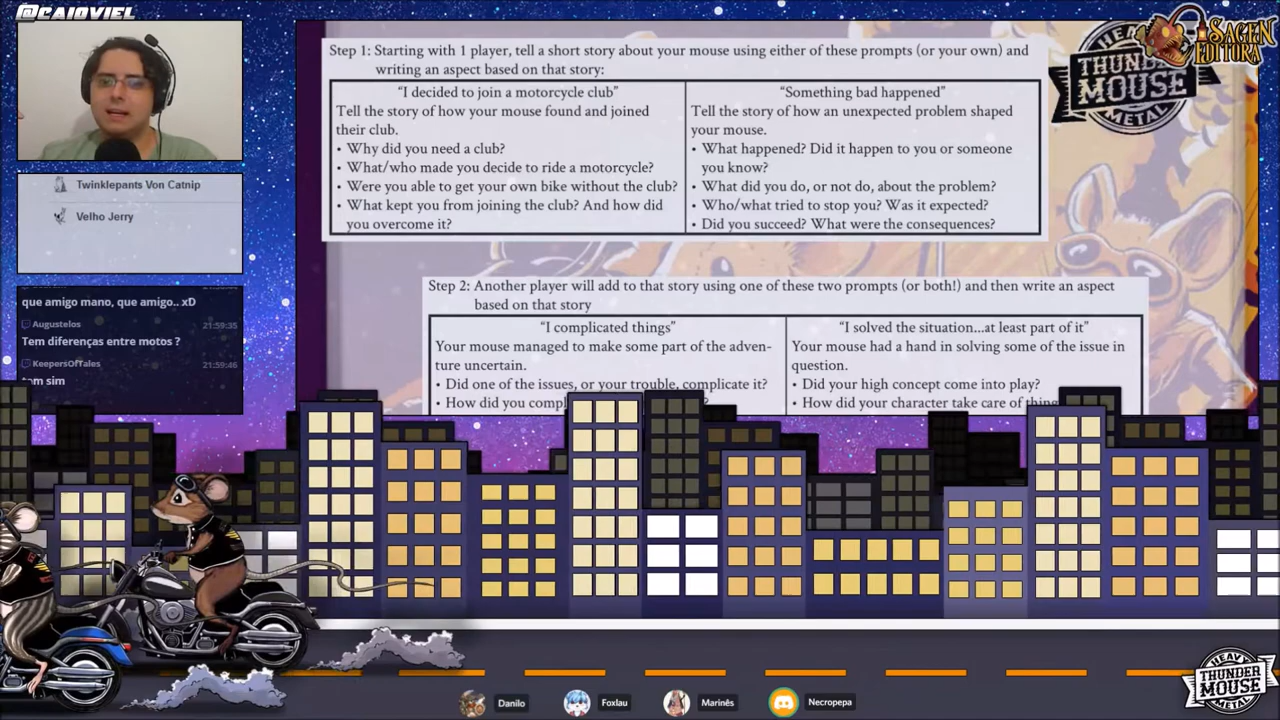 @CAIOVIEL
Twinklepants Von Catnip
Velho Jerry
que amigo mano, que amigo.. xD
Augustelos
21:59:35
Tem diferenças entre motos ?
KeepersOfTales
21:59:46
tem sim
Step 1: Starting with 1 player, tell a short story about your mouse using either of these prompts (or your own) and
writing an aspect based on that story:
"I decided to join a motorcycle club"
Tell the story of how your mouse found and joined
their club.
• Why did you need a club?
• What/who made you decide to ride a motorcycle?
• Were you able to get your own bike without the club?
• What kept you from joining the club? And how did
you overcome it?
"Something bad happened"
Tell the story of how an unexpected problem shaped
your mouse.
• What happened? Did it happen to you or someone
you know?
• What did you do, or not do, about the problem?
• Who/what tried to stop you? Was it expected?
• Did you succeed? What were the consequences?
Step 2: Another player will add to that story using one of these two prompts (or both!) and then write an aspect
based on that story
"I complicated things"
Your mouse managed to make some part of the adven-
ture uncertain.
• Did one of the issues, or your trouble, complicate it?
• How did you
"I solved the situation...at least part of it"
Your mouse had a hand in solving some of the issue in
question.
• Did your high concept come into play?
• How did your character take care of
HEAVY
THUNDER
MOUSE
METAL
SAGEN
EDITORA
HEAVY
THUNDER
MOUSE
METAL
Danilo
Foxlau
Marinês
Necropepa